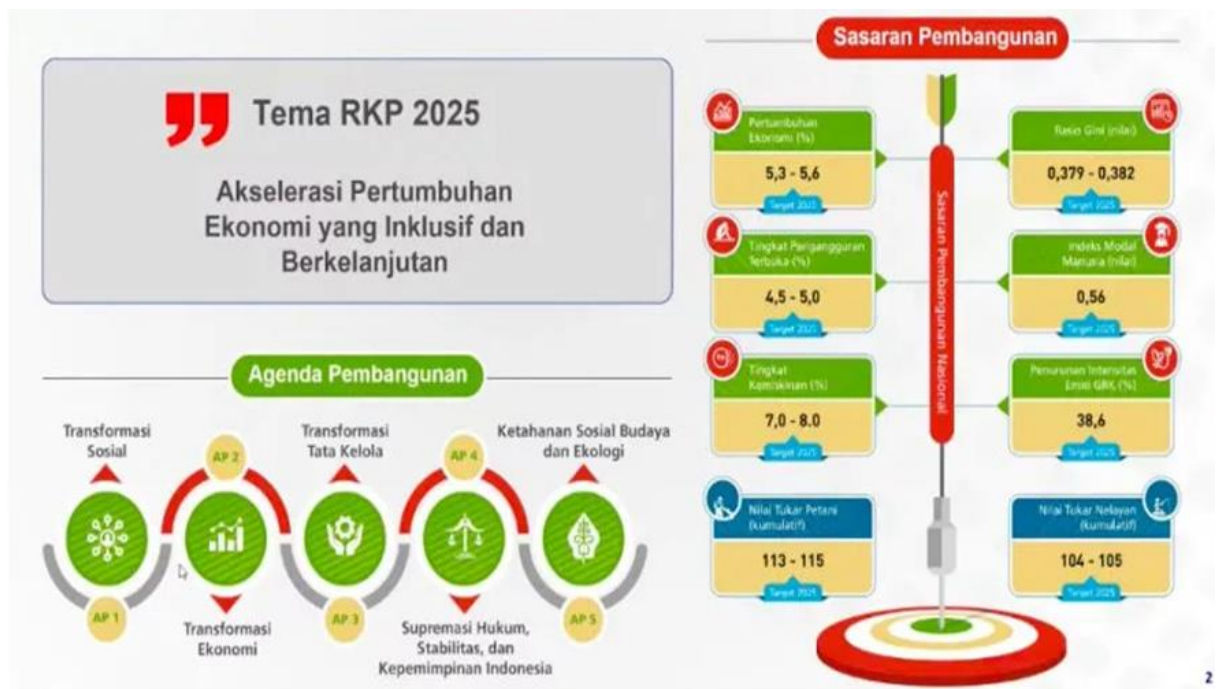 Tema RKP 2025
Akselerasi Pertumbuhan
Ekonomi yang Inklusif dan
Berkelanjutan
Agenda Pembangunan
Transformasi
Sosial
AP 1
AP 2
Transformasi
Ekonomi
Transformasi
Tata Kelola
AP 3
AP 4
Supremasi Hukum,
Stabilitas, dan
Kepemimpinan Indonesia
Ketahanan Sosial Budaya
dan Ekologi
AP 5
Sasaran Pembangunan
Sasaran Pembangunan Nasional
Pertumbuhan
Ekonomi (%)
5,3 - 5,6
Target 2025
Rasio Gini (nilai)
0,379 - 0,382
Target 2025
Tingkat Pengangguran
Terbuka (%)
4,5 - 5,0
Target 2025
Indeks Modal
Manusia (nilai)
0,56
Target 2025
Tingkat
Kemiskinan (%)
7,0 - 8.0
Target 2025
Penurunan Intensitas
Emisi GRK (%)
38,6
Target 2025
Nilai Tukar Petani
(kumulatif)
113 - 115
Target 2025
Nilai Tukar Nelayan
(kumulatif)
104 - 105
Target 2025
2